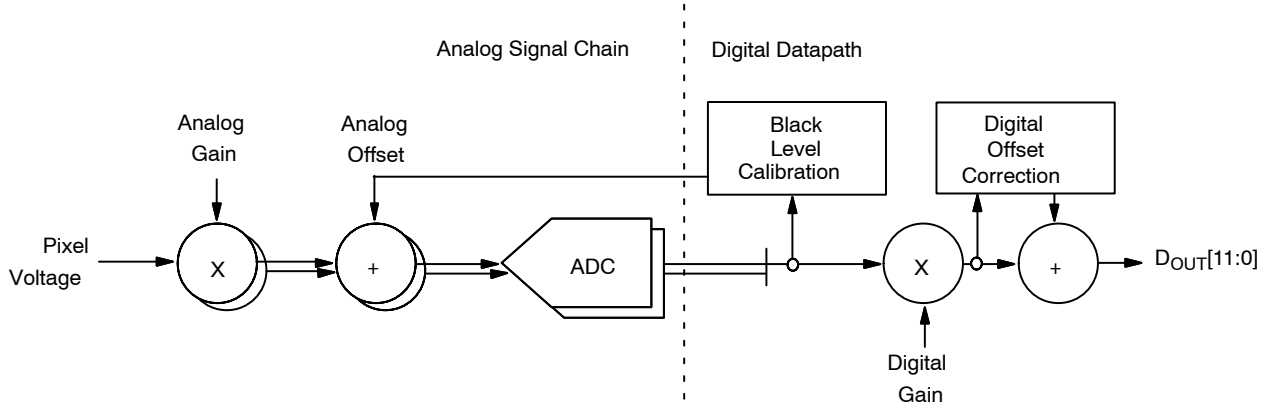 Analog Signal Chain
Digital Datapath
Analog
Gain
Analog
Offset
Black
Level
Calibration
Digital
Offset
Correction
Pixel
Voltage
X
+
ADC
X
+
DOUT[11:0]
Digital
Gain